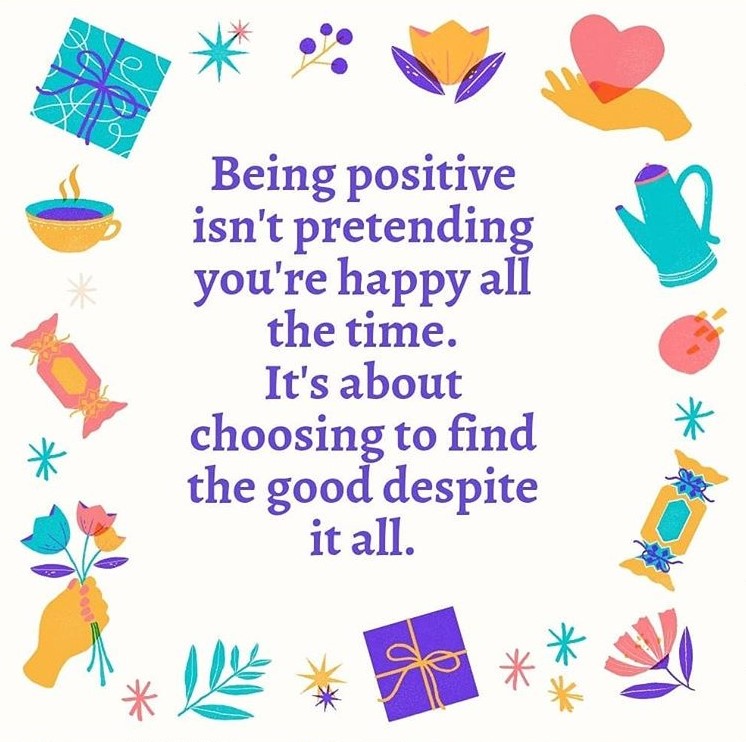 Being positive
isn't pretending
you're happy all
the time.
It's about
choosing to find
the good despite
it all.